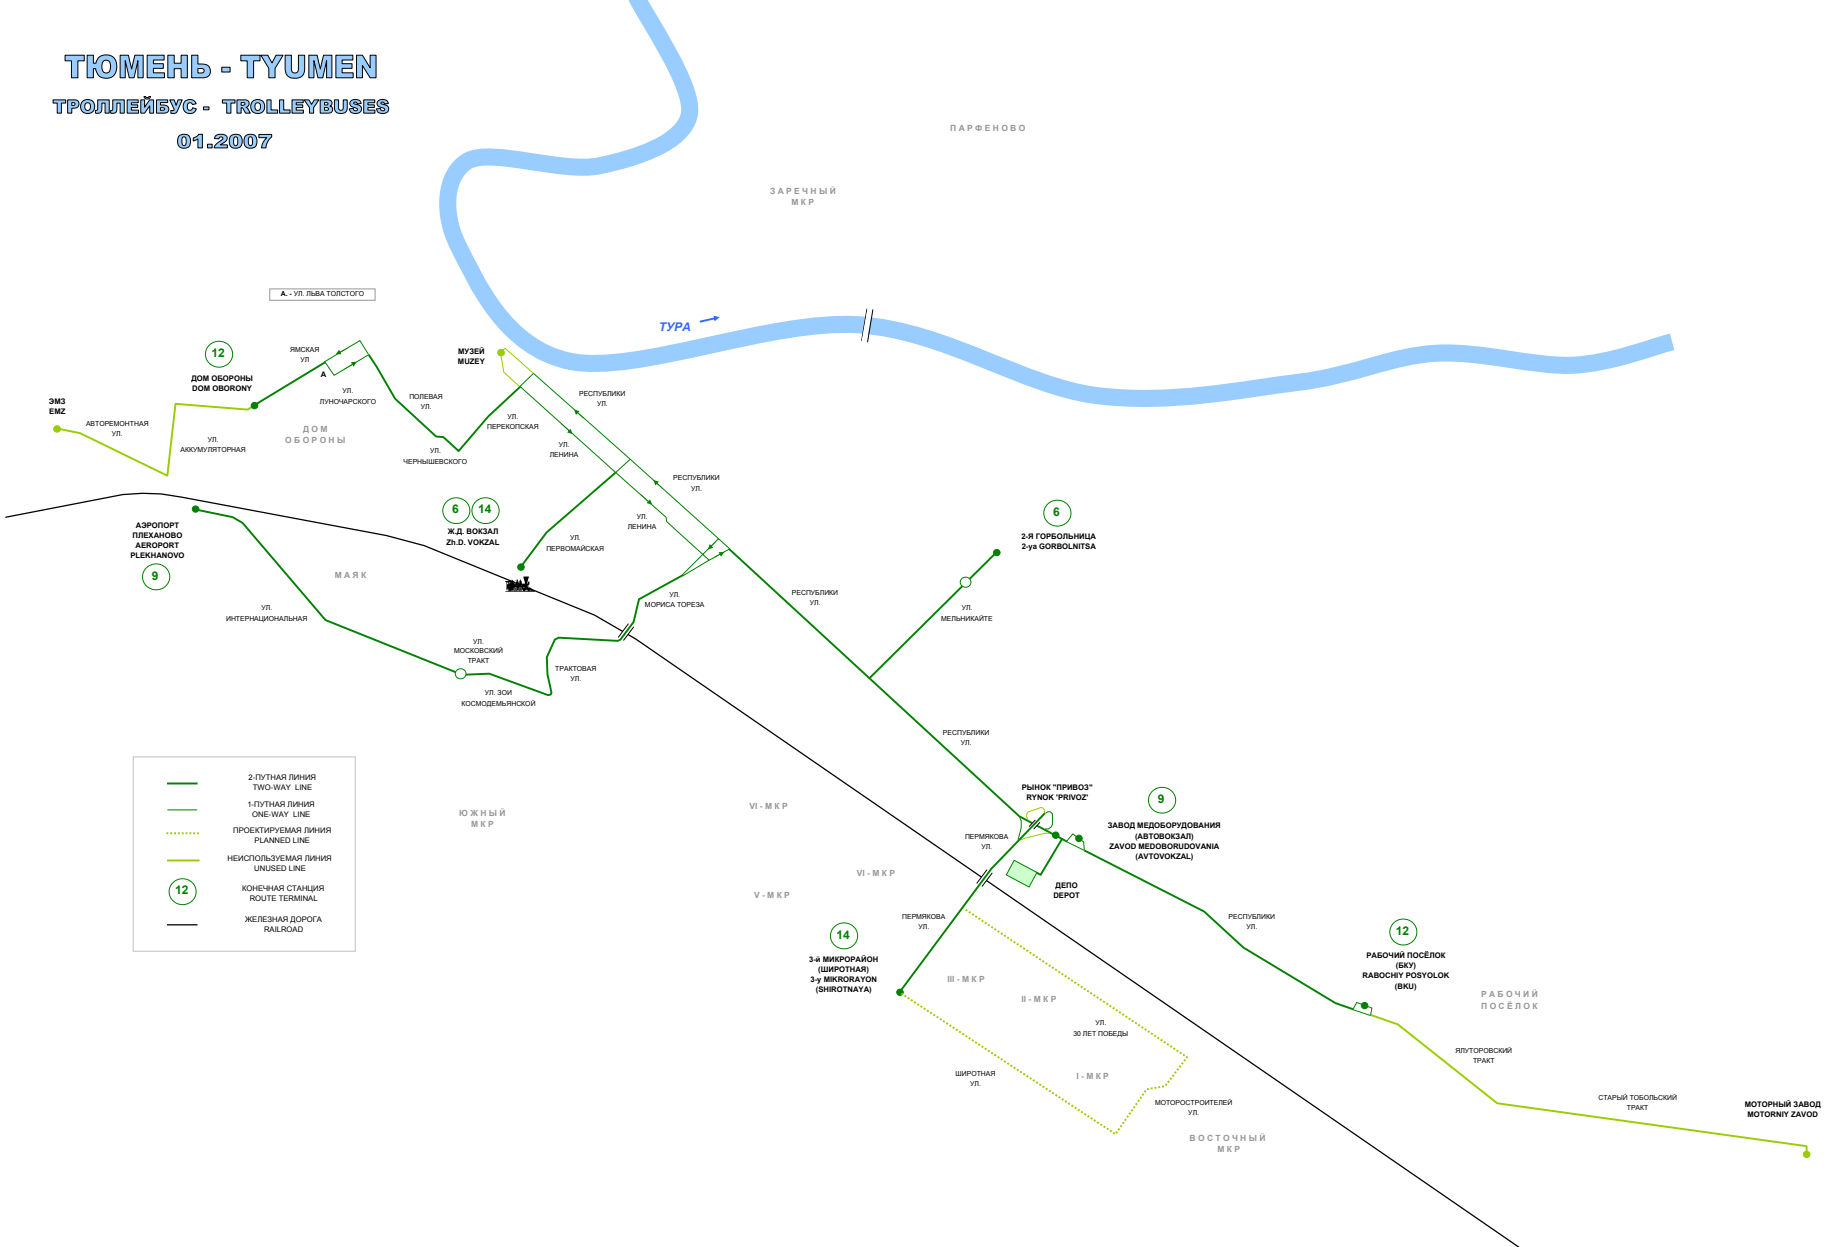 ТЮМЕНЬ - TYUMEN
ТРОЛЛЕЙБУС - TROLLEYBUSES
01.2007
ПАРФЕНОВО
ЗАРЕЧНЫЙ
МКР
А. - УЛ. ЛЬВА ТОЛСТОГО
ТУРА
12
ДОМ ОБОРОНЫ
DOM OBORONY
ЯМСКАЯ
УЛ
А
УЛ.
ЛУНОЧАРСКОГО
МУЗЕЙ
MUZEY
ЭМЗ
EMZ
АВТОРЕМОНТНАЯ
УЛ.
УЛ.
АККУМУЛЯТОРНАЯ
ДОМ
ОБОРОНЫ
ПОЛЕВАЯ
УЛ.
УЛ.
ЧЕРНЫШЕВСКОГО
УЛ.
ПЕРЕКОПСКАЯ
РЕСПУБЛИКИ
УЛ.
УЛ.
ЛЕНИНА
РЕСПУБЛИКИ
УЛ.
УЛ.
ЛЕНИНА
6
14
Ж.Д. ВОКЗАЛ
Zh.D. VOKZAL
УЛ.
ПЕРВОМАЙСКАЯ
АЭРОПОРТ
ПЛЕХАНОВО
AEROPORT
PLEKHANOVO
9
МАЯК
УЛ.
ИНТЕРНАЦИОНАЛЬНАЯ
УЛ.
МОСКОВСКИЙ
ТРАКТ
УЛ. ЗОИ
КОСМОДЕМЬЯНСКОЙ
ТРАКТОВАЯ
УЛ.
УЛ.
МОРИСА ТОРЕЗА
РЕСПУБЛИКИ
УЛ.
6
2-Я ГОРБОЛЬНИЦА
2-ya GORBOLNITSA
УЛ.
МЕЛЬНИКАЙТЕ
РЕСПУБЛИКИ
УЛ.
РЫНОК "ПРИВОЗ"
RYNOK 'PRIVOZ'
9
ЗАВОД МЕДОБОРУДОВАНИЯ
(АВТОВОКЗАЛ)
ZAVOD MEDOBORUDOVANIA
(AVTOVOKZAL)
ПЕРМЯКОВА
УЛ.
ДЕПО
DEPOT
2-ПУТНАЯ ЛИНИЯ
TWO-WAY LINE
1-ПУТНАЯ ЛИНИЯ
ONE-WAY LINE
ПРОЕКТИРУЕМАЯ ЛИНИЯ
PLANNED LINE
НЕИСПОЛЬЗУЕМАЯ ЛИНИЯ
UNUSED LINE
12
КОНЕЧНАЯ СТАНЦИЯ
ROUTE TERMINAL
ЖЕЛЕЗНАЯ ДОРОГА
RAILROAD
ЮЖНЫЙ
МКР
VI - МКР
VI - МКР
V - МКР
ПЕРМЯКОВА
УЛ.
14
3-й МИКРОРАЙОН
(ШИРОТНАЯ)
3-y MIKRORAYON
(SHIROTNAYA)
III - МКР
II - МКР
УЛ.
30 ЛЕТ ПОБЕДЫ
I - МКР
ШИРОТНАЯ
УЛ.
МОТОРОСТРОИТЕЛЕЙ
УЛ.
ВОСТОЧНЫЙ
МКР
РЕСПУБЛИКИ
УЛ.
12
РАБОЧИЙ ПОСЁЛОК
(БКУ)
RABOCHIY POSYOLOK
(BKU)
РАБОЧИЙ
ПОСЁЛОК
ЯЛУТОРОВСКИЙ
ТРАКТ
СТАРЫЙ ТОБОЛЬСКИЙ
ТРАКТ
МОТОРНЫЙ ЗАВОД
MOTORNIY ZAVOD